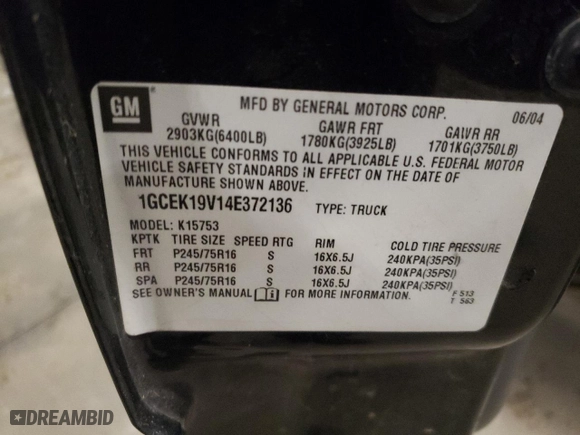 GM
MFD BY GENERAL MOTORS CORP. 06/04
GVWR GAWR FRT GAWR RR
2903KG(6400LB) 1780KG(3925LB) 1701KG(3750LB)
THIS VEHICLE CONFORMS TO ALL APPLICABLE U.S. FEDERAL MOTOR
VEHICLE SAFETY STANDARDS IN EFFECT ON THE DATE OF
MANUFACTURE SHOWN ABOVE.
1GCEK19V14E372136 TYPE: TRUCK
MODEL: K15753
KPTK TIRE SIZE SPEED RTG RIM COLD TIRE PRESSURE
FRT P245/75R16 S 16X6.5J 240KPA(35PSI)
RR P245/75R16 S 16X6.5J 240KPA(35PSI)
SPA P245/75R16 S 16X6.5J 240KPA(35PSI)
SEE OWNER'S MANUAL FOR MORE INFORMATION. F 513
T 563
DREAMBID